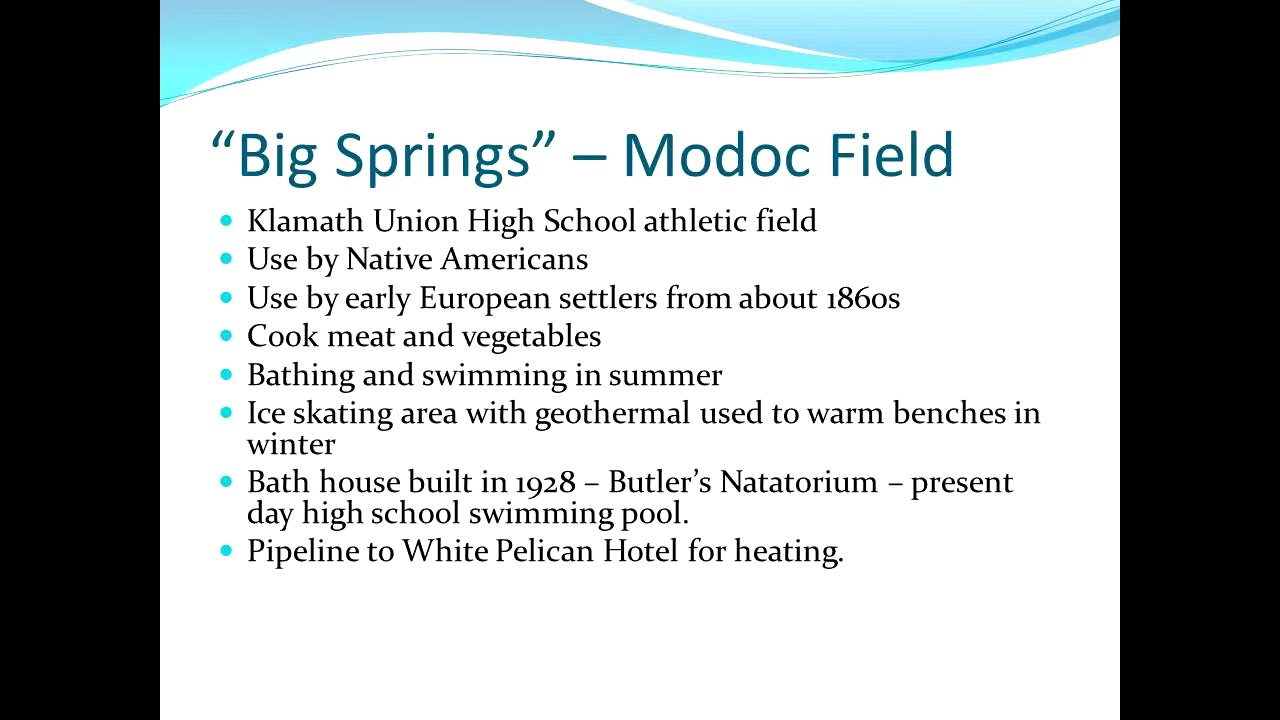 “Big Springs” – Modoc Field
• Klamath Union High School athletic field
• Use by Native Americans
• Use by early European settlers from about 1860s
• Cook meat and vegetables
• Bathing and swimming in summer
• Ice skating area with geothermal used to warm benches in
winter
• Bath house built in 1928 – Butler’s Natatorium – present
day high school swimming pool.
• Pipeline to White Pelican Hotel for heating.